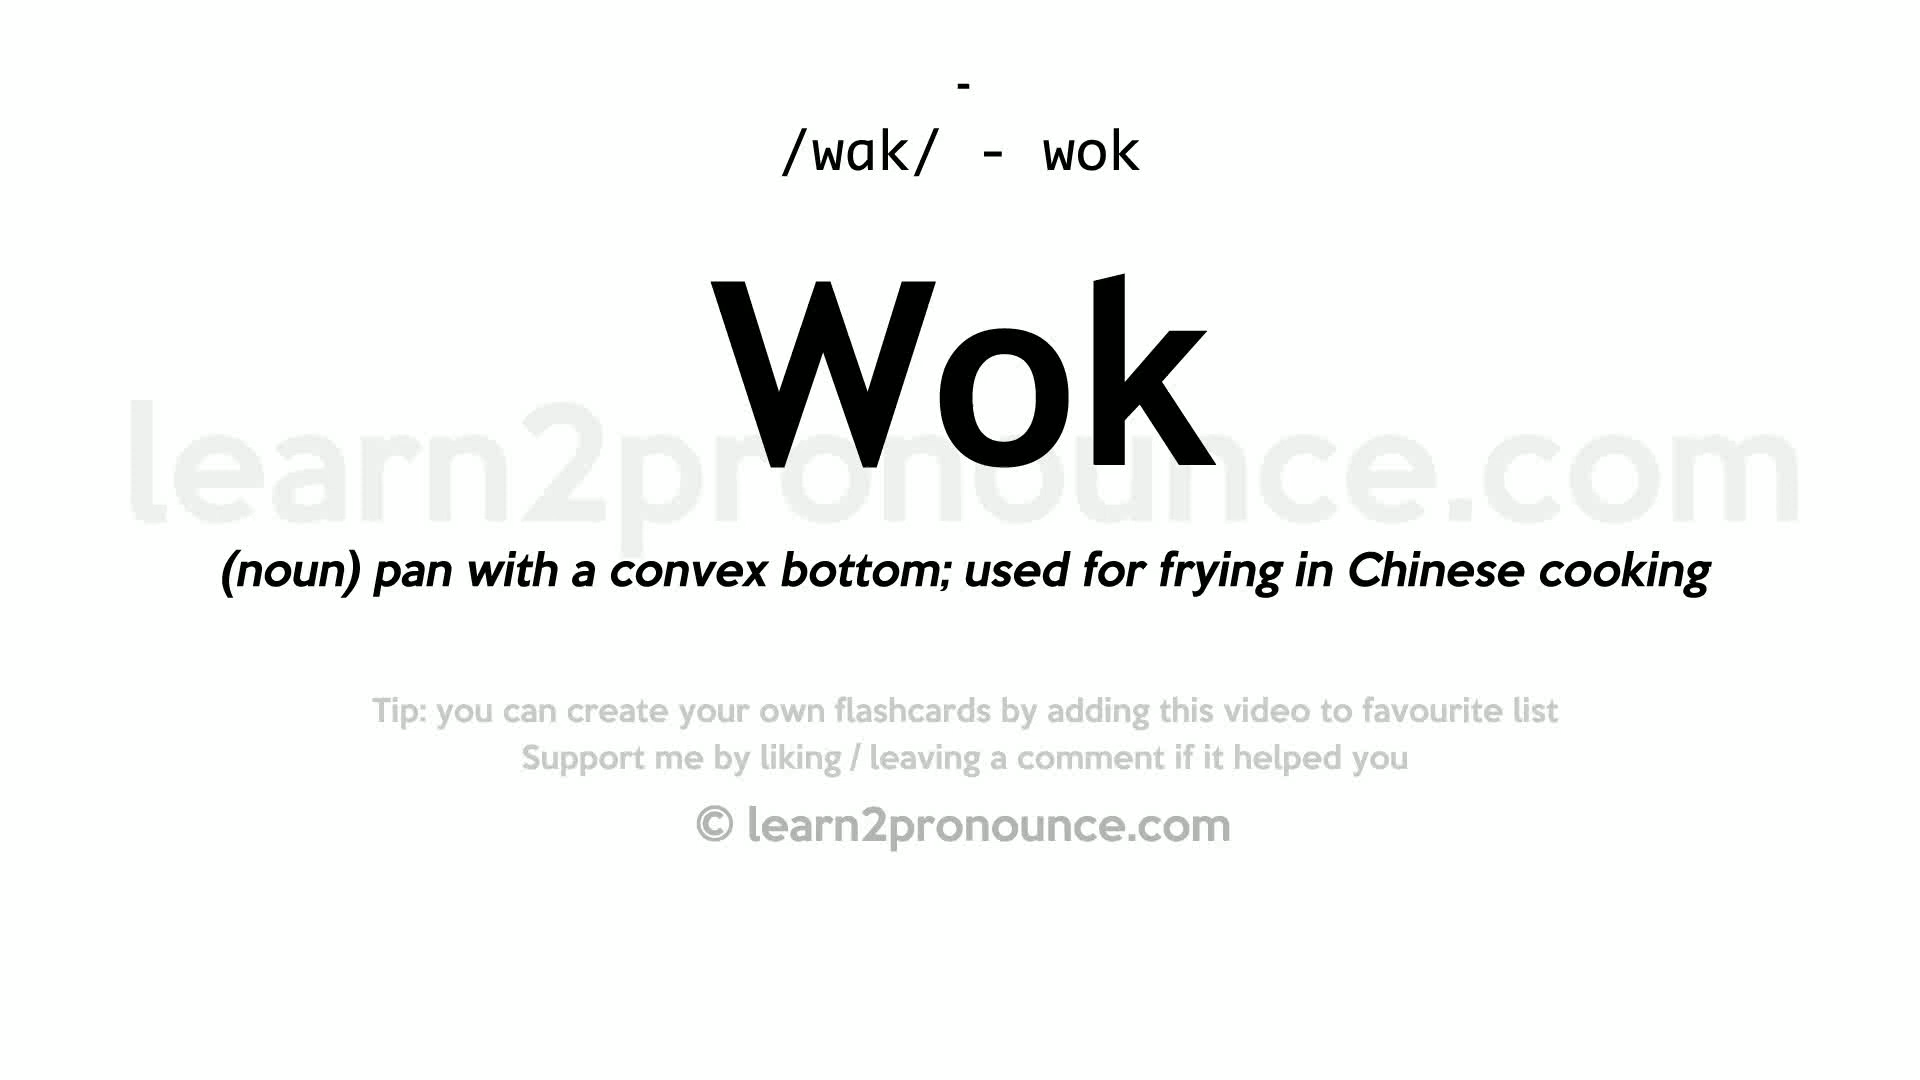 -
/wɑk/ - wok
Wok
learn2pronounce.com
(noun) pan with a convex bottom; used for frying in Chinese cooking
Tip: you can create your own flashcards by adding this video to favourite list
Support me by liking / leaving a comment if it helped you
© learn2pronounce.com